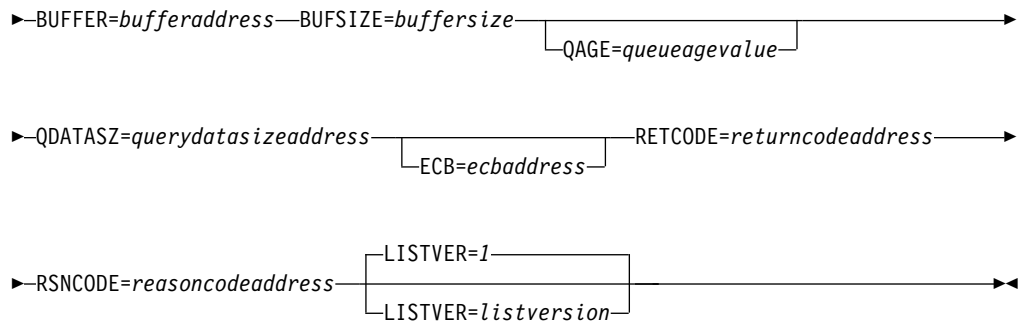 BUFFER=bufferaddress BUFSIZE=buffersize
QAGE=queueagevalue
QDATASZ=querydatasizeaddress RETCODE=returncodeaddress
ECB=ecbaddress
LISTVER=1
RSNCODE=reasoncodeaddress
LISTVER=listversion